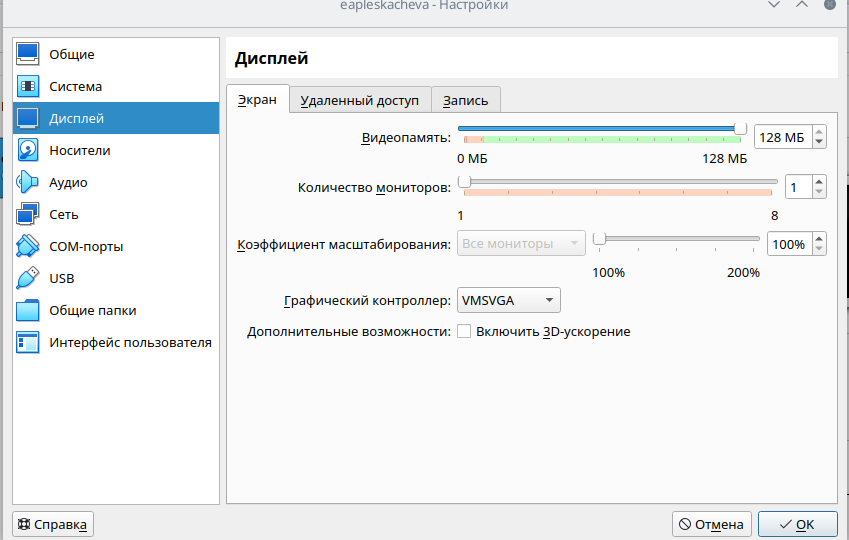 eapleskacheva - Настройки
Общие
Система
Дисплей
Носители
Аудио
Сеть
COM-порты
USB
Общие папки
Интерфейс пользователя
Дисплей
Экран Удаленный доступ Запись
Видеопамять: 128 МБ
0 МБ 128 МБ
Количество мониторов: 1
1 8
Коэффициент масштабирования: Все мониторы 100%
100% 200%
Графический контроллер: VMSVGA
Дополнительные возможности: Включить 3D-ускорение
Справка Отмена OK